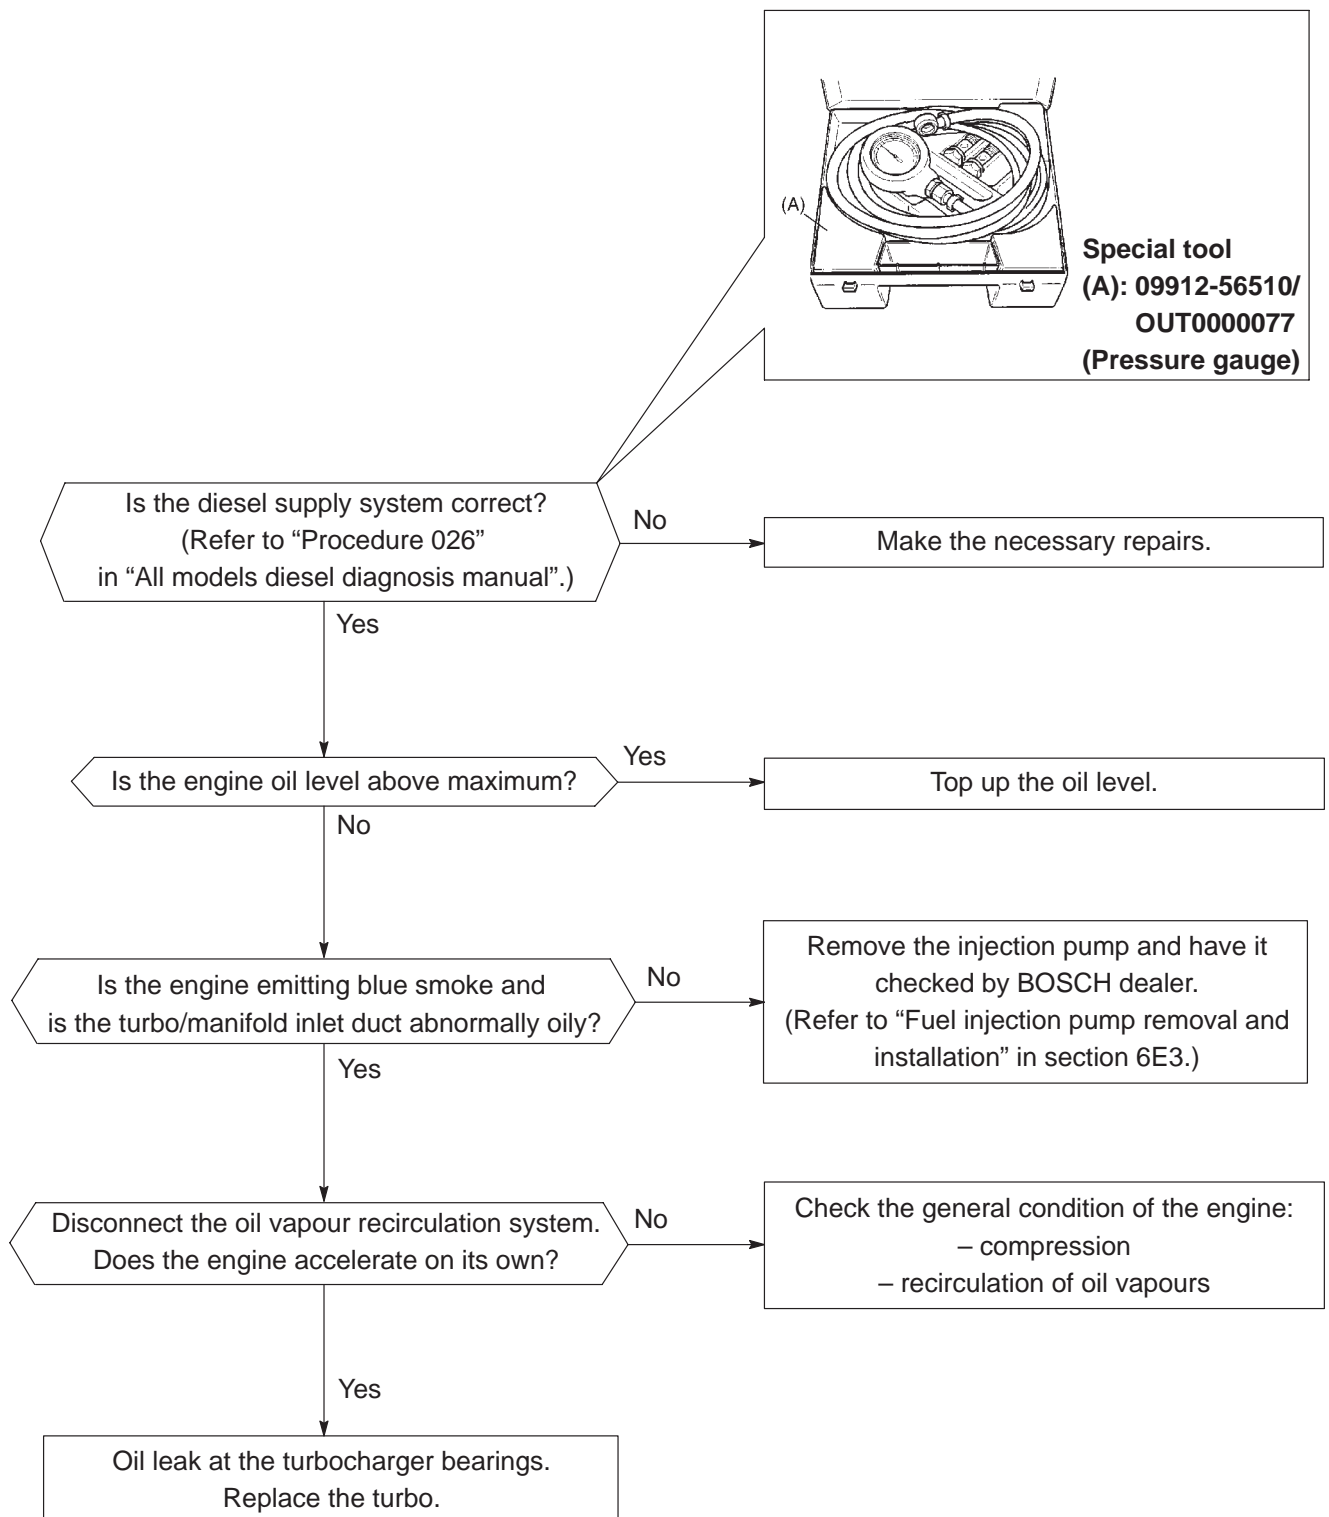 (A)
Special tool
(A): 09912-56510/
OUT0000077
(Pressure gauge)
Is the diesel supply system correct?
(Refer to “Procedure 026”
in “All models diesel diagnosis manual”.)
No
Make the necessary repairs.
Yes
Is the engine oil level above maximum?
Yes
Top up the oil level.
No
Is the engine emitting blue smoke and
is the turbo/manifold inlet duct abnormally oily?
No
Remove the injection pump and have it
checked by BOSCH dealer.
(Refer to “Fuel injection pump removal and
installation” in section 6E3.)
Yes
Disconnect the oil vapour recirculation system.
Does the engine accelerate on its own?
No
Check the general condition of the engine:
– compression
– recirculation of oil vapours
Yes
Oil leak at the turbocharger bearings.
Replace the turbo.